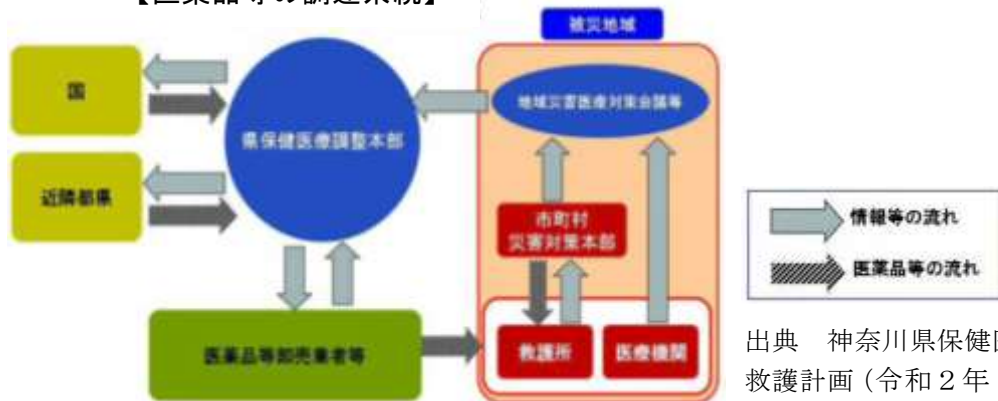 【医薬品等の調達系統】
被災地域
国
県保健医療調整本部
地域災害医療対策会議等
近隣都県
市町村
災害対策本部
医薬品等卸売業者等
救護所
医療機関
情報等の流れ
医薬品等の流れ
出典　神奈川県保健医
救護計画（令和２年